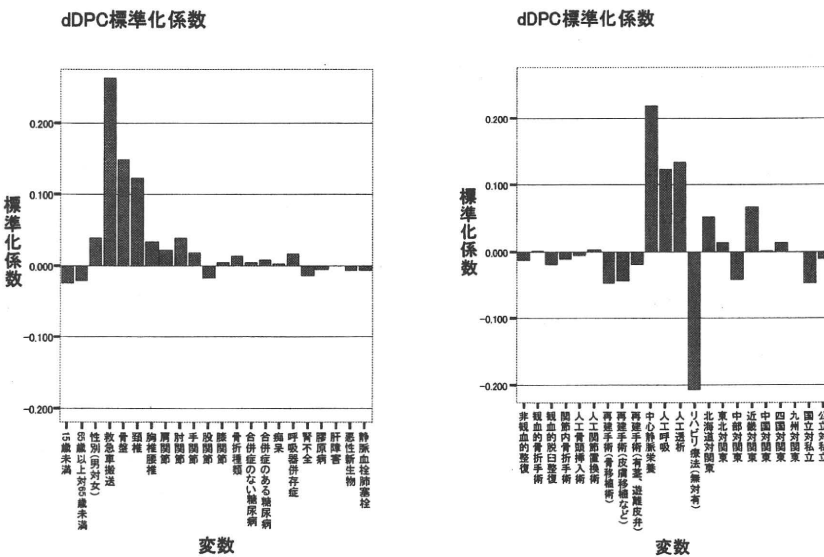 dDPC標準化係数
0.200
0.100
0.000
-0.100
-0.200
標準化係数
15歳未満
65歳以上対65歳未満
性別(男対女)
救急車搬送
骨盤
頚椎
胸椎腰椎
肩関節
肘関節
手関節
股関節
膝関節
骨折種類
合併症のない糖尿病
合併症のある糖尿病
痴呆
呼吸器併存症
腎不全
膠原病
肝障害
悪性新生物
静脈血栓肺塞栓
変数
dDPC標準化係数
0.200
0.100
0.000
-0.100
-0.200
標準化係数
非観血的整復
観血的骨折手術
観血的脱臼整復
関節内骨折手術
人工骨頭挿入術
人工関節置換術
再建手術(骨移植術)
再建手術(皮膚移植など)
再建手術(有茎、遊離皮弁)
中心静脈栄養
人工呼吸
人工透析
リハビリ療法(無対有)
北海道対関東
東北対関東
中部対関東
近畿対関東
中国対関東
四国対関東
九州対関東
国立対私立
公立対私立
変数